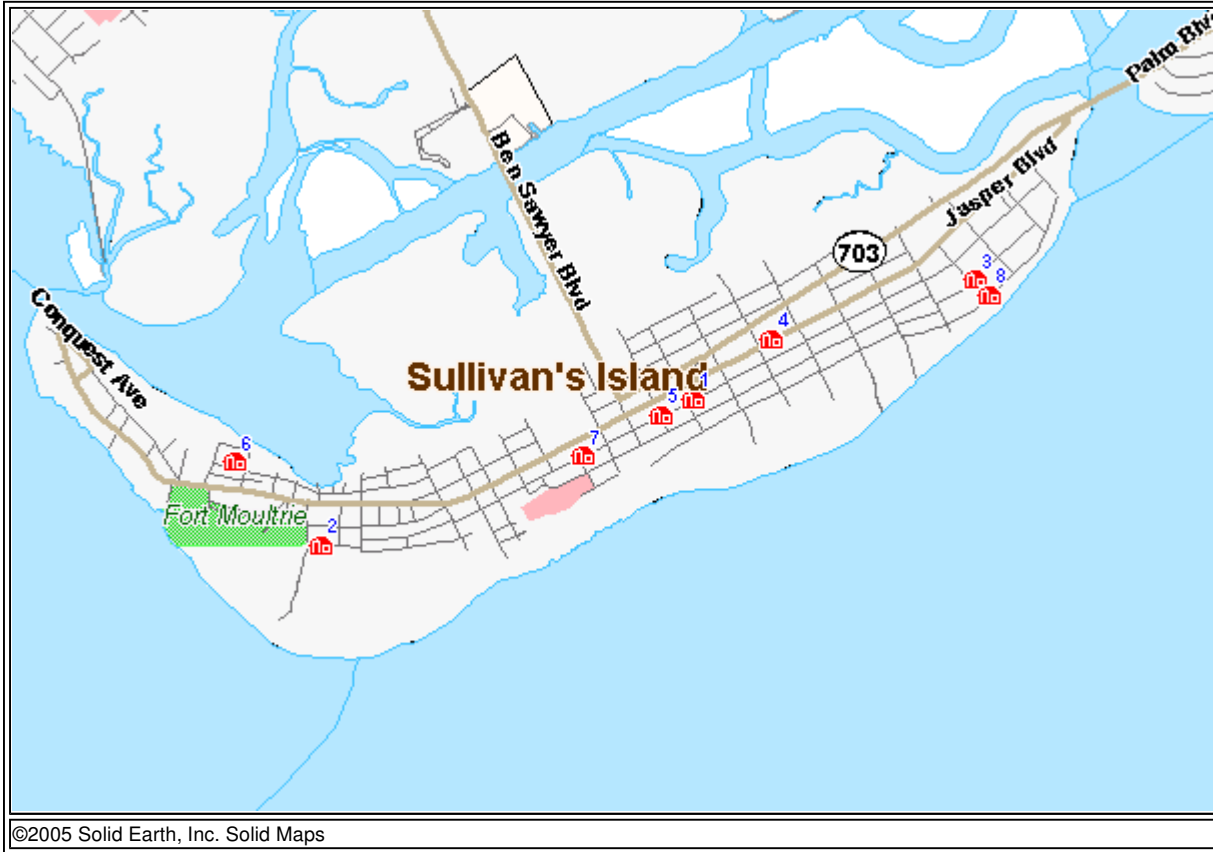 Palm Blvd
Ben Sawyer Blvd
Jasper Blvd
703
3
8
Conquest Ave
4
Sullivan's Island
1
5
7
6
Fort Moultrie
2
©2005 Solid Earth, Inc. Solid Maps